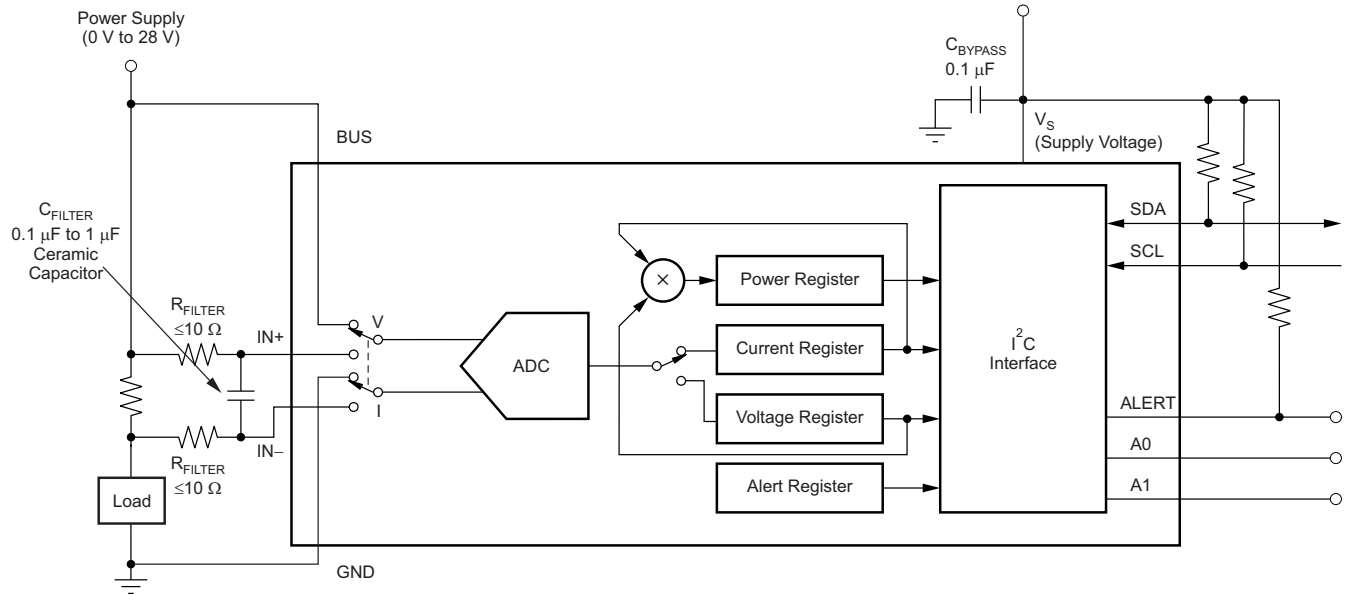 Power Supply
(0 V to 28 V)
C_BYPASS
0.1 μF
V_S
(Supply Voltage)
BUS
C_FILTER
0.1 μF to 1 μF
Ceramic
Capacitor
R_FILTER
≤10 Ω
IN+
V
I
IN–
R_FILTER
≤10 Ω
Load
GND
ADC
×
Power Register
Current Register
Voltage Register
Alert Register
I²C
Interface
SDA
SCL
ALERT
A0
A1